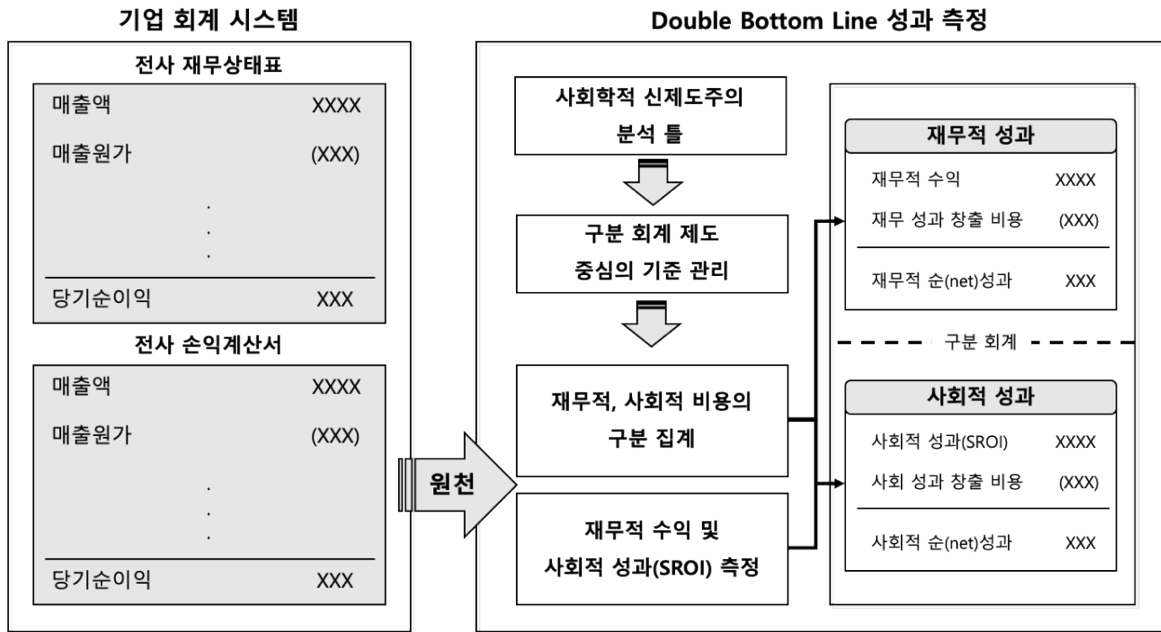 기업 회계 시스템
전사 재무상태표
매출액 XXXX
매출원가 (XXX)
.
.
.
당기순이익 XXX
전사 손익계산서
매출액 XXXX
매출원가 (XXX)
.
.
.
당기순이익 XXX
원천
Double Bottom Line 성과 측정
사회학적 신제도주의
분석 틀
구분 회계 제도
중심의 기준 관리
재무적, 사회적 비용의
구분 집계
재무적 수익 및
사회적 성과(SROI) 측정
재무적 성과
재무적 수익 XXXX
재무 성과 창출 비용 (XXX)
재무적 순(net)성과 XXX
구분 회계
사회적 성과
사회적 성과(SROI) XXXX
사회 성과 창출 비용 (XXX)
사회적 순(net)성과 XXX